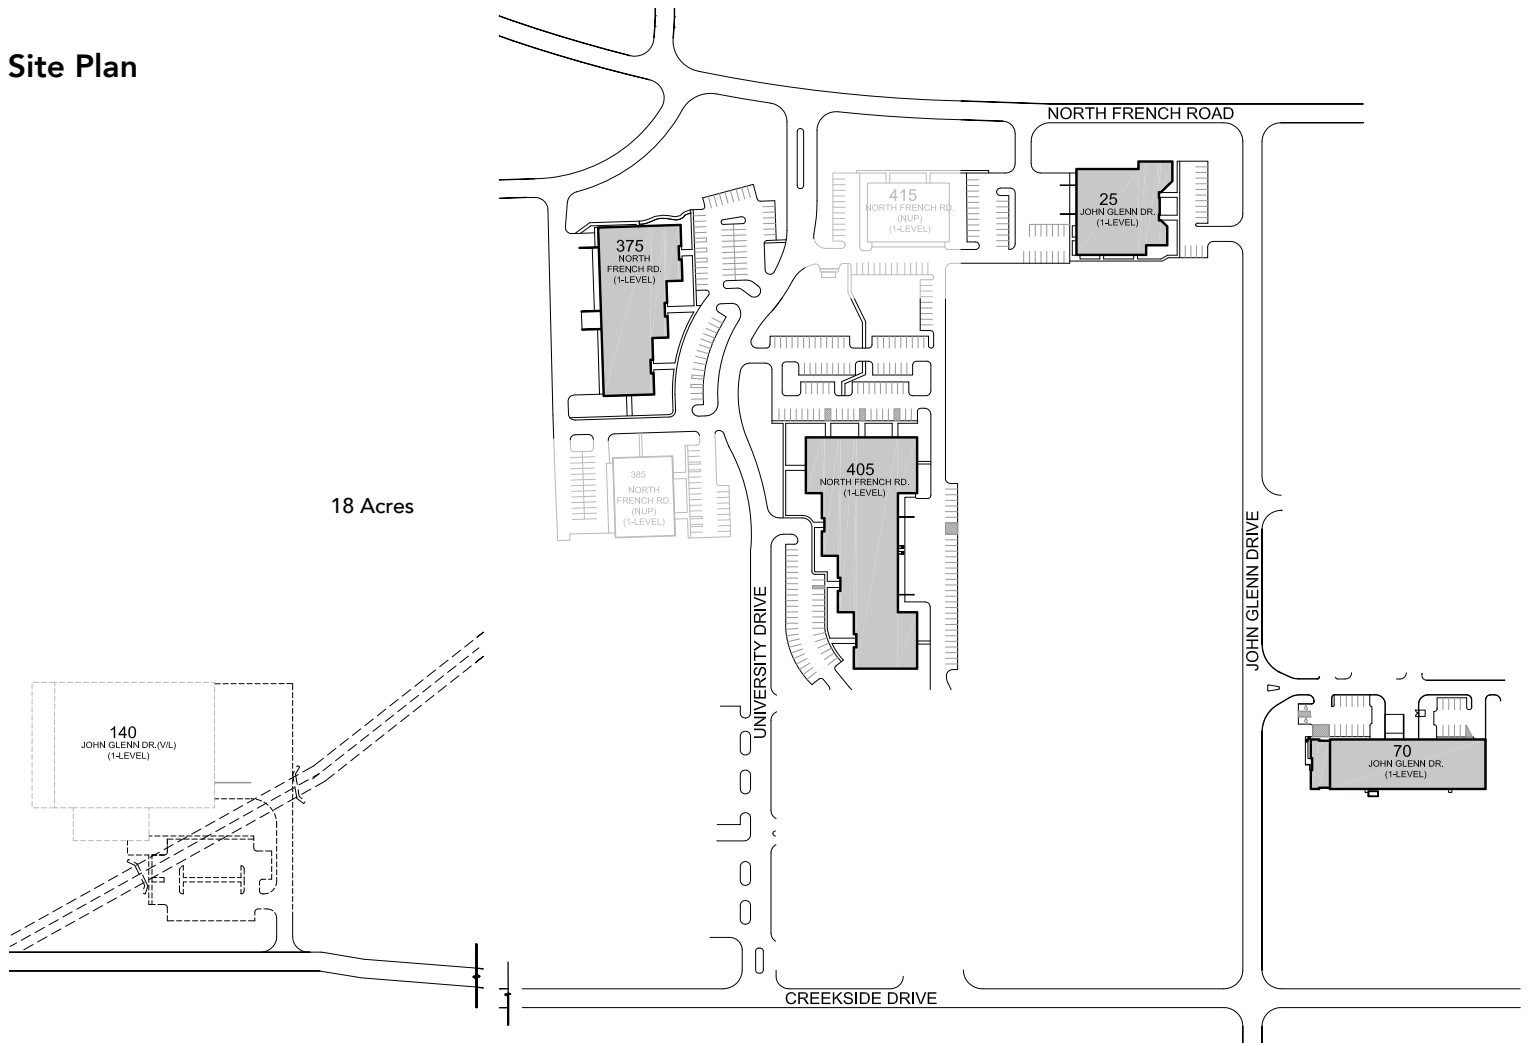 Site Plan
NORTH FRENCH ROAD
415
NORTH FRENCH RD.
(NUP)
(1-LEVEL)
25
JOHN GLENN DR.
(1-LEVEL)
375
NORTH
FRENCH RD.
(1-LEVEL)
405
NORTH FRENCH RD.
(1-LEVEL)
385
NORTH
FRENCH RD.
(NUP)
(1-LEVEL)
18 Acres
UNIVERSITY DRIVE
JOHN GLENN DRIVE
140
JOHN GLENN DR.(V/L)
(1-LEVEL)
70
JOHN GLENN DR.
(1-LEVEL)
CREEKSIDE DRIVE